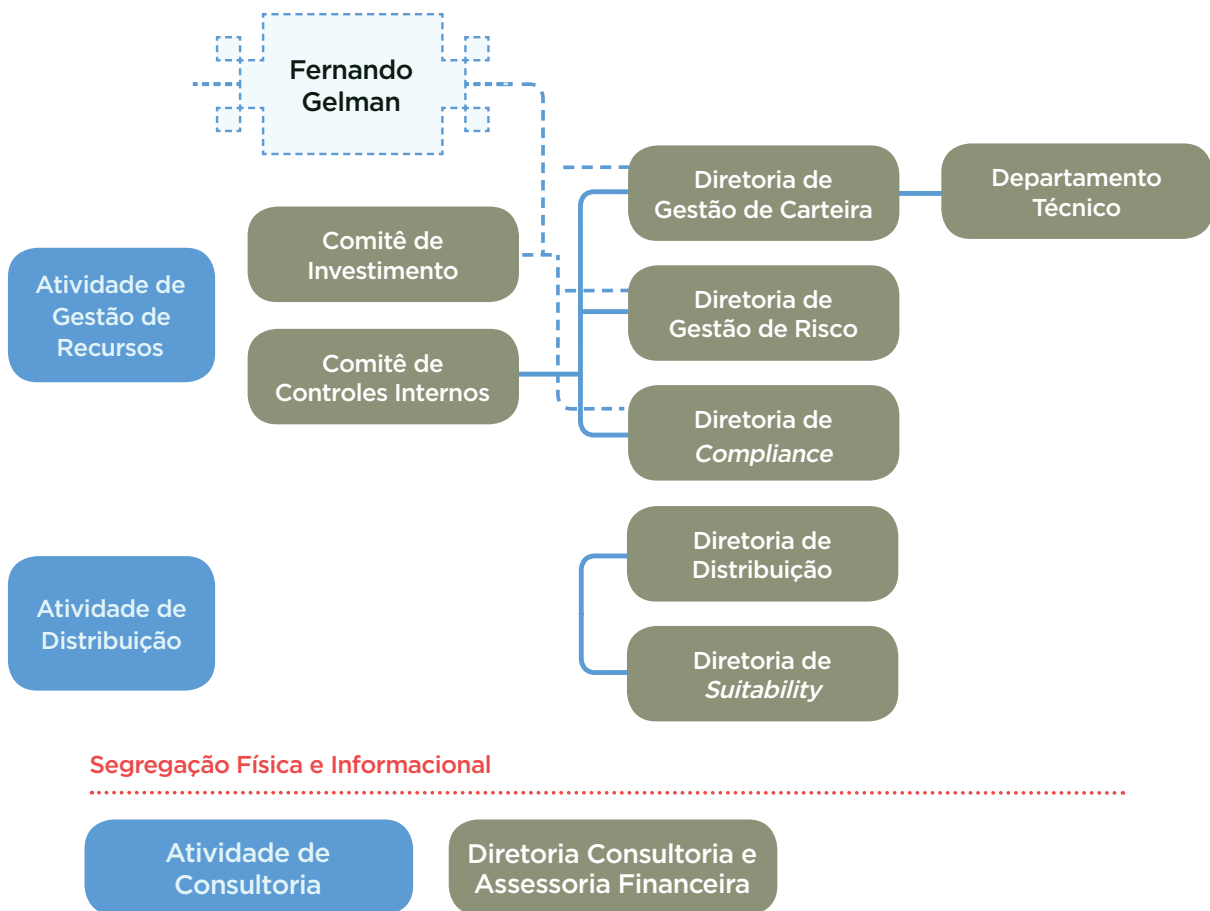 Fernando
Gelman
Diretoria de
Gestão de Carteira
Departamento
Técnico
Comitê de
Investimento
Atividade de
Gestão de
Recursos
Diretoria de
Gestão de Risco
Comitê de
Controles Internos
Diretoria de
Compliance
Diretoria de
Distribuição
Atividade de
Distribuição
Diretoria de
Suitability
Segregação Física e Informacional
Atividade de
Consultoria
Diretoria Consultoria e
Assessoria Financeira